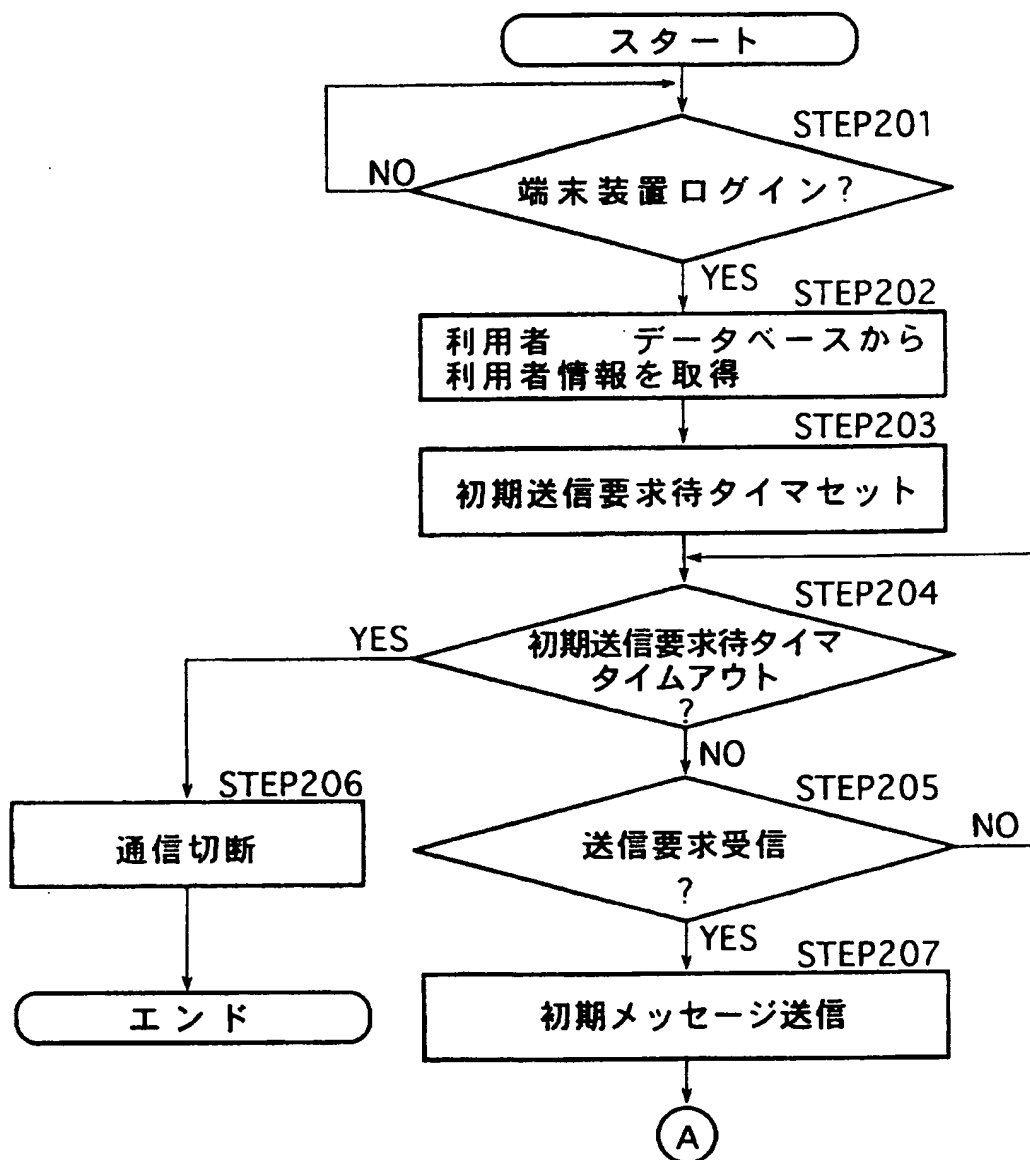 スタート
STEP201
NO
端末装置ログイン?
YES
STEP202
利用者 データベースから
利用者情報を取得
STEP203
初期送信要求待タイマセット
STEP204
YES
初期送信要求待タイマ
タイムアウト
?
NO
STEP206
STEP205
通信切断
送信要求受信
NO
?
YES
STEP207
エンド
初期メッセージ送信
A